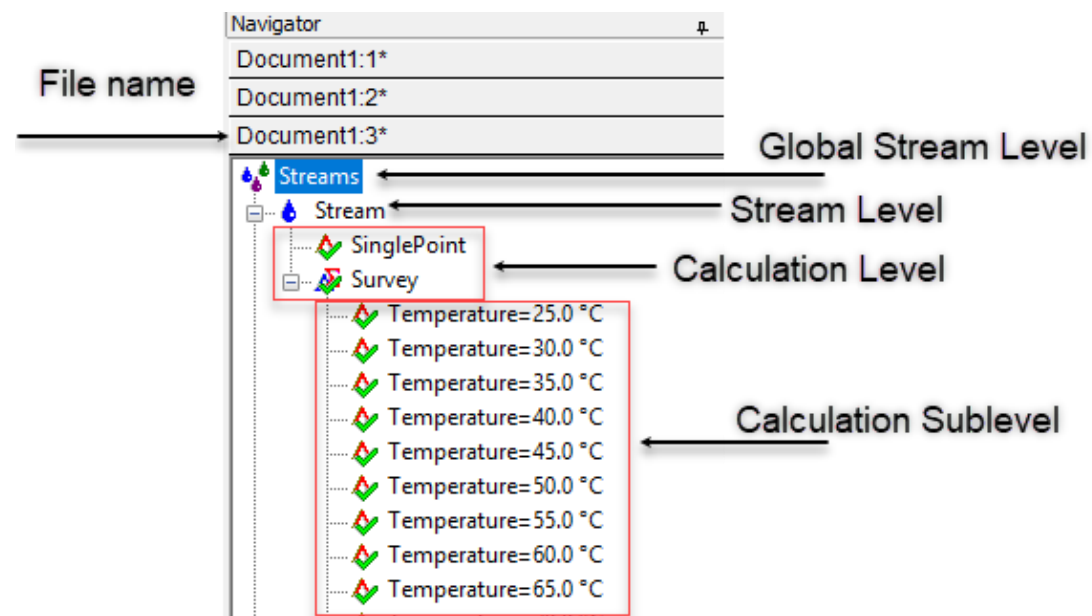 Navigator
Document1:1*
File name
Document1:2*
Document1:3*
Global Stream Level
Streams
Stream
Stream Level
SinglePoint
Calculation Level
Survey
Temperature=25.0 °C
Temperature=30.0 °C
Temperature=35.0 °C
Temperature=40.0 °C
Calculation Sublevel
Temperature=45.0 °C
Temperature=50.0 °C
Temperature=55.0 °C
Temperature=60.0 °C
Temperature=65.0 °C